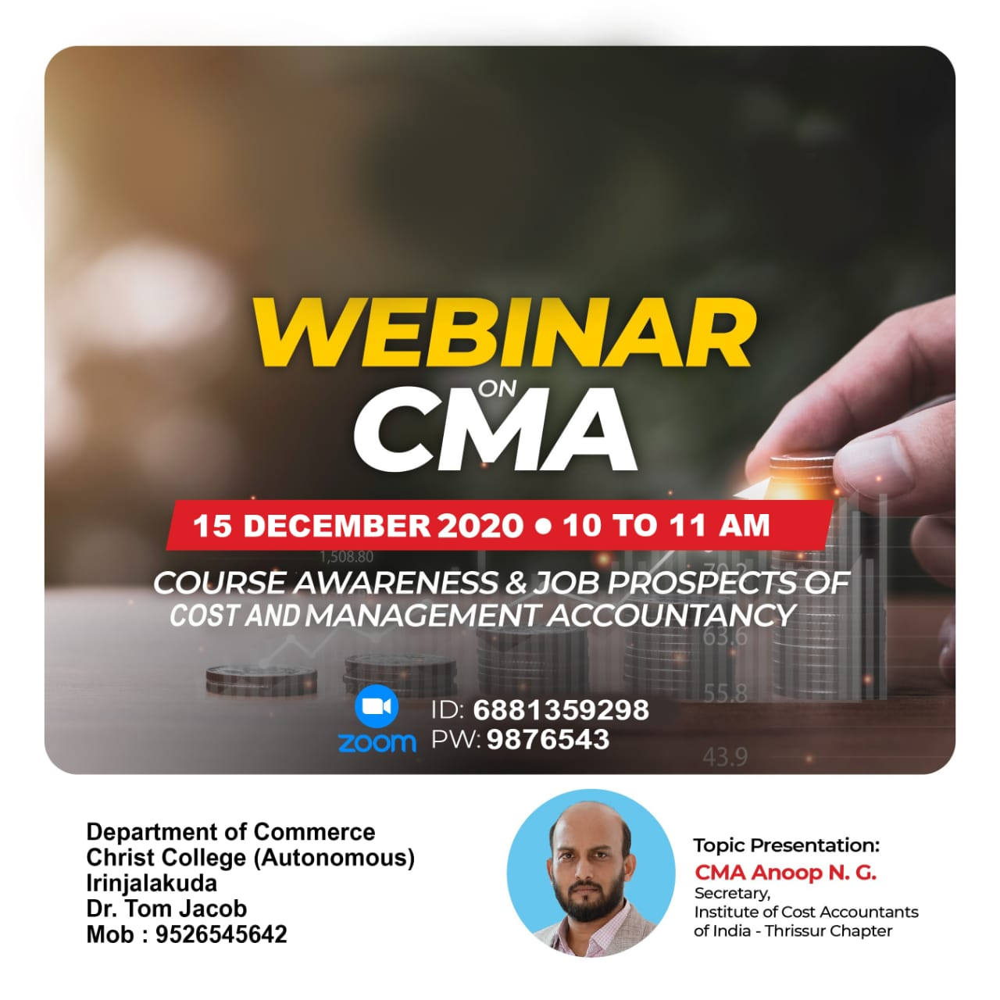 WEBINAR
ON
CMA
15 DECEMBER 2020 • 10 TO 11 AM
1,508.80
COURSE AWARENESS & JOB PROSPECTS OF
COST AND MANAGEMENT ACCOUNTANCY
63.6
55.8
zoom
ID: 6881359298
PW: 9876543
43.9
Department of Commerce
Christ College (Autonomous)
Irinjalakuda
Dr. Tom Jacob
Mob : 9526545642
Topic Presentation:
CMA Anoop N. G.
Secretary,
Institute of Cost Accountants
of India - Thrissur Chapter